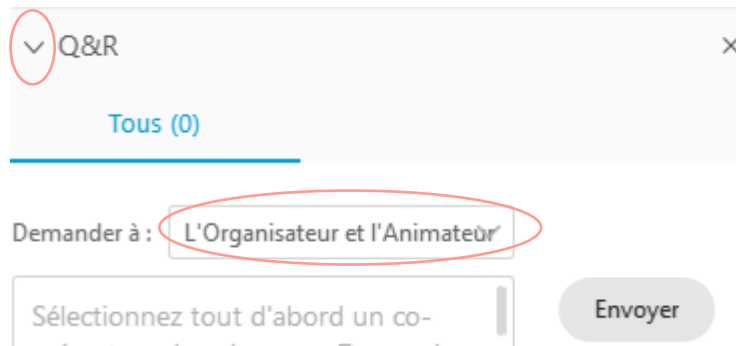 Q&R
Tous (0)
Demander à : L'Organisateur et l'Animateur
Sélectionnez tout d'abord un co-
Envoyer